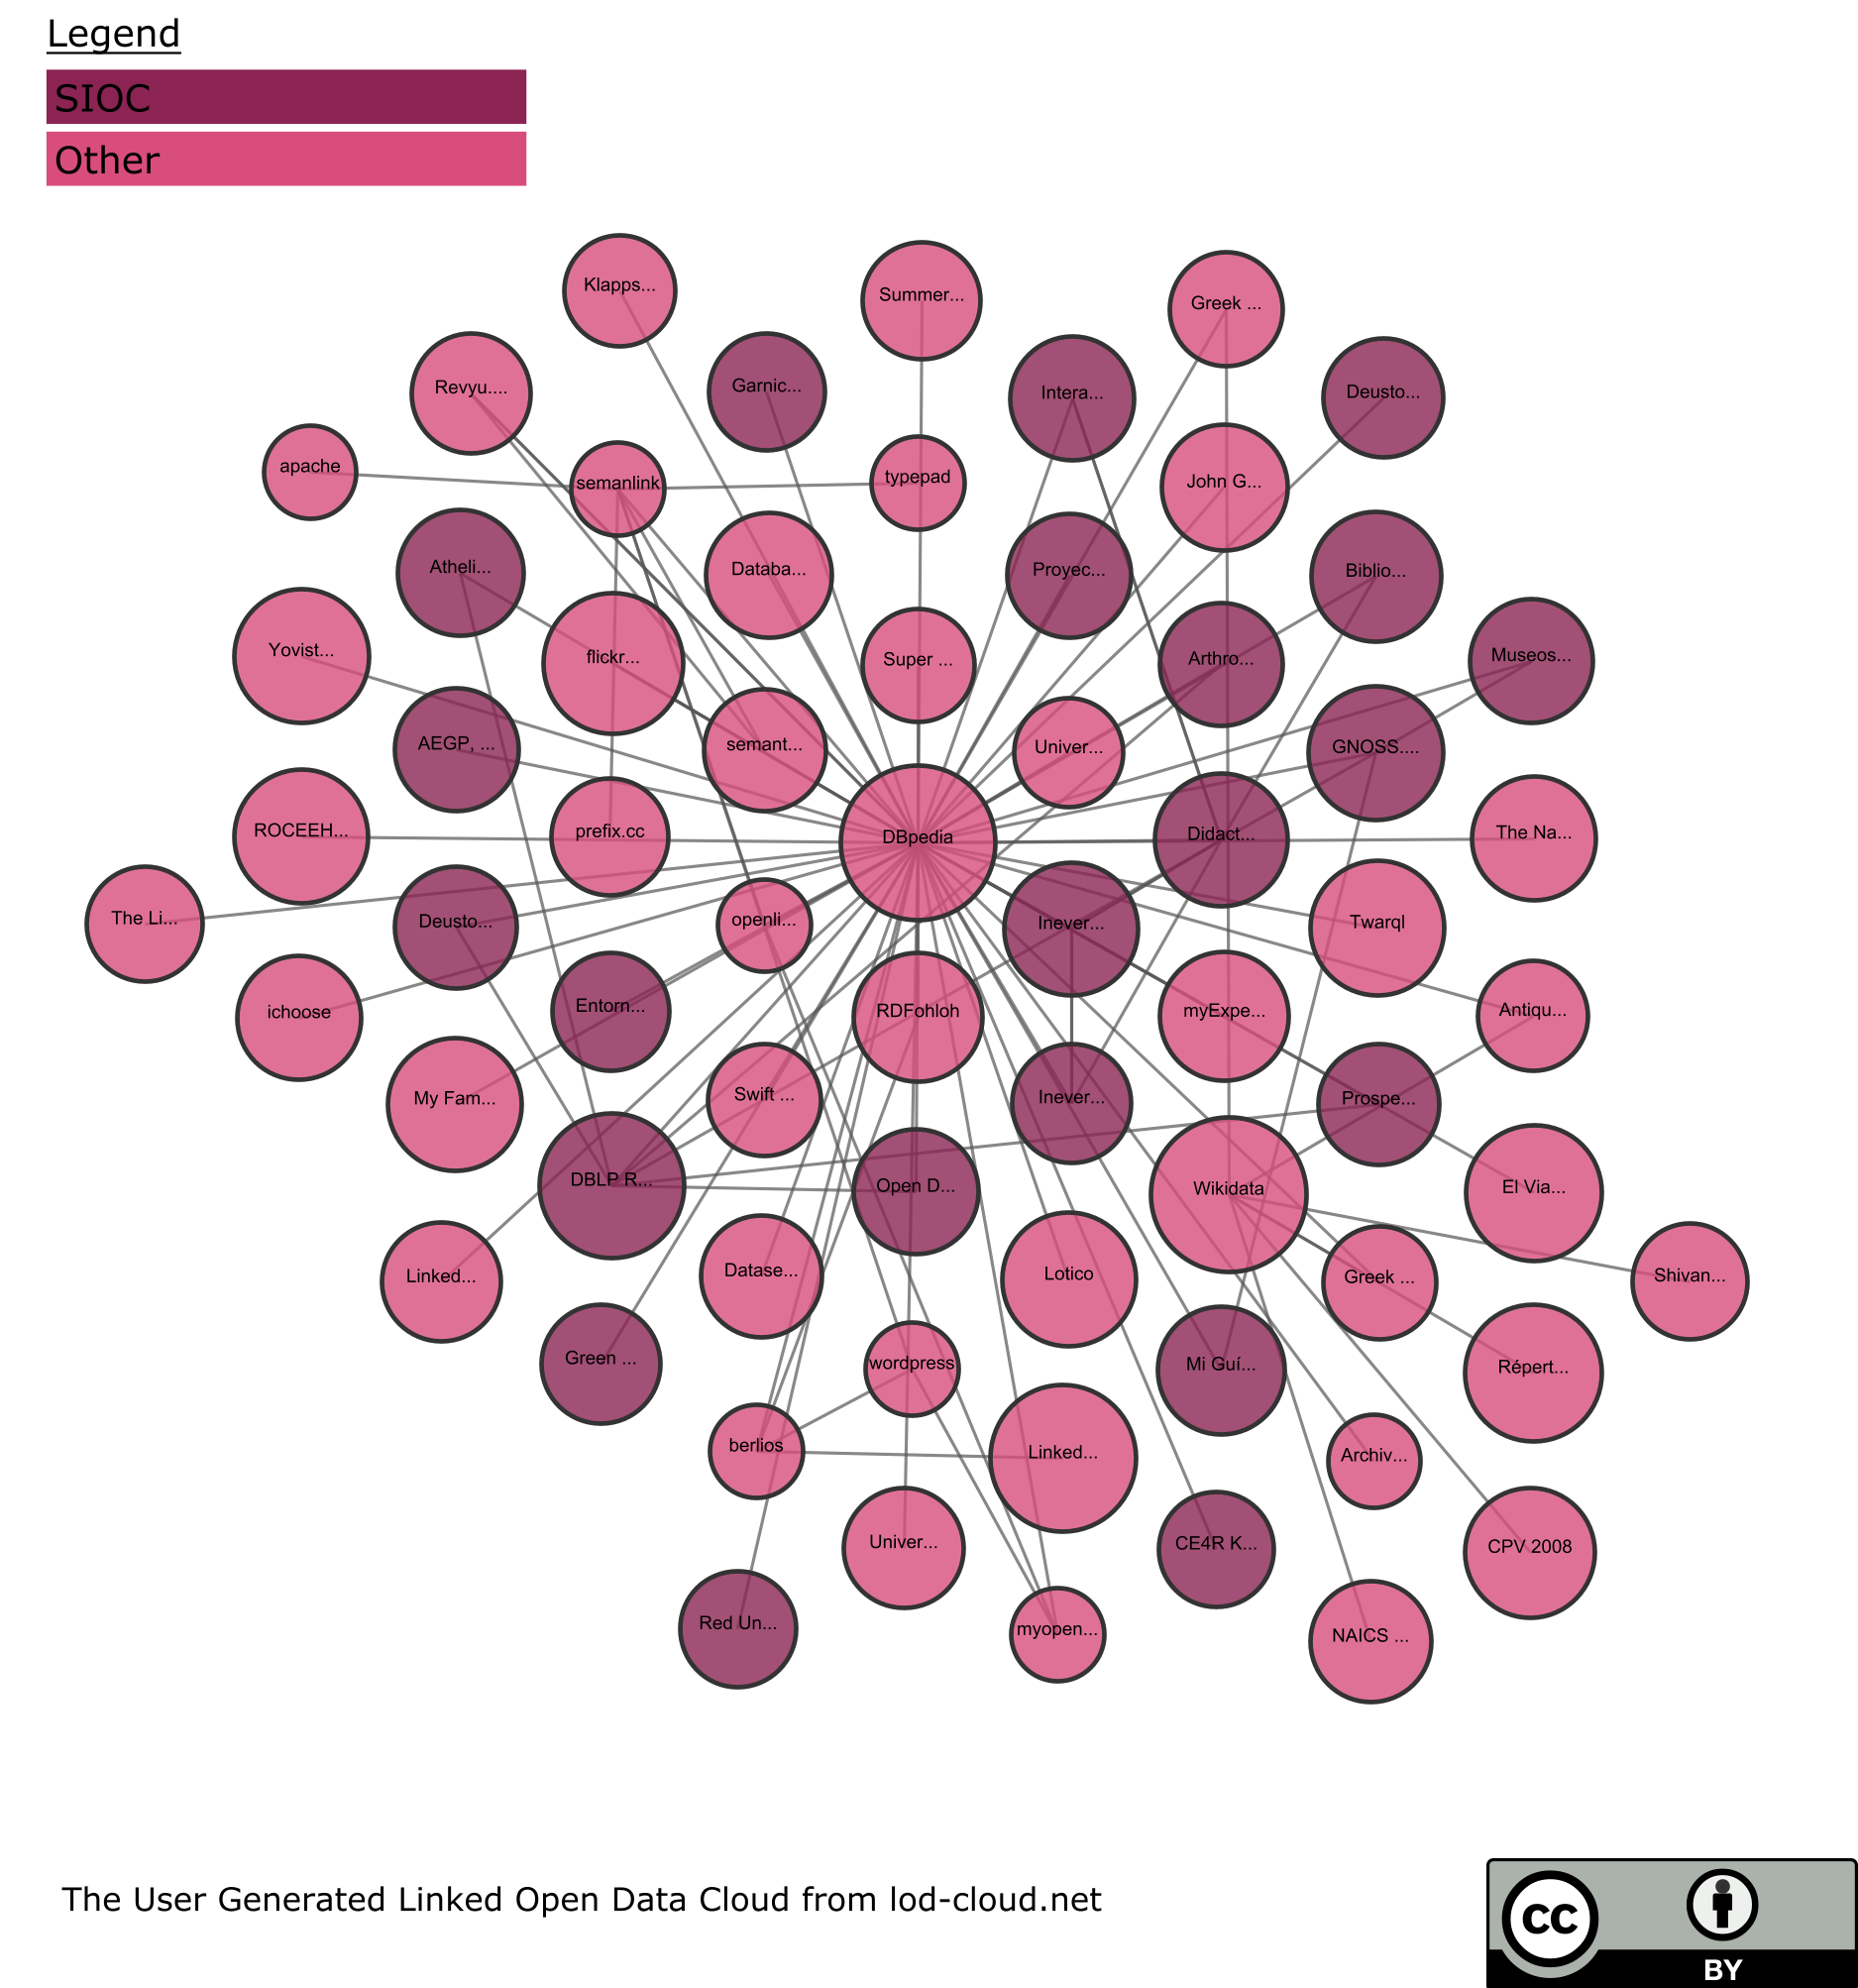 Legend
SIOC
Other
Klapps...
Summer...
Greek ...
Revyu....
Garnic...
Intera...
Deusto...
apache
semanlink
typepad
John G...
Atheli...
Databa...
Proyec...
Biblio...
Yovist...
flickr...
Super ...
Arthro...
Museos...
AEGP, ...
semant...
Univer...
GNOSS....
ROCEEH...
prefix.cc
DBpedia
Didact...
The Na...
The Li...
Deusto...
openli...
Inever...
Twarql
ichoose
Entorn...
RDFohloh
myExpe...
Antiqu...
My Fam...
Swift ...
Inever...
Prospe...
DBLP R...
Open D...
Wikidata
El Via...
Linked...
Datase...
Lotico
Greek ...
Shivan...
Green ...
wordpress
Mi Guí...
Répert...
berlios
Linked...
Archiv...
Univer...
CE4R K...
CPV 2008
Red Un...
myopen...
NAICS ...
The User Generated Linked Open Data Cloud from lod-cloud.net
cc
BY